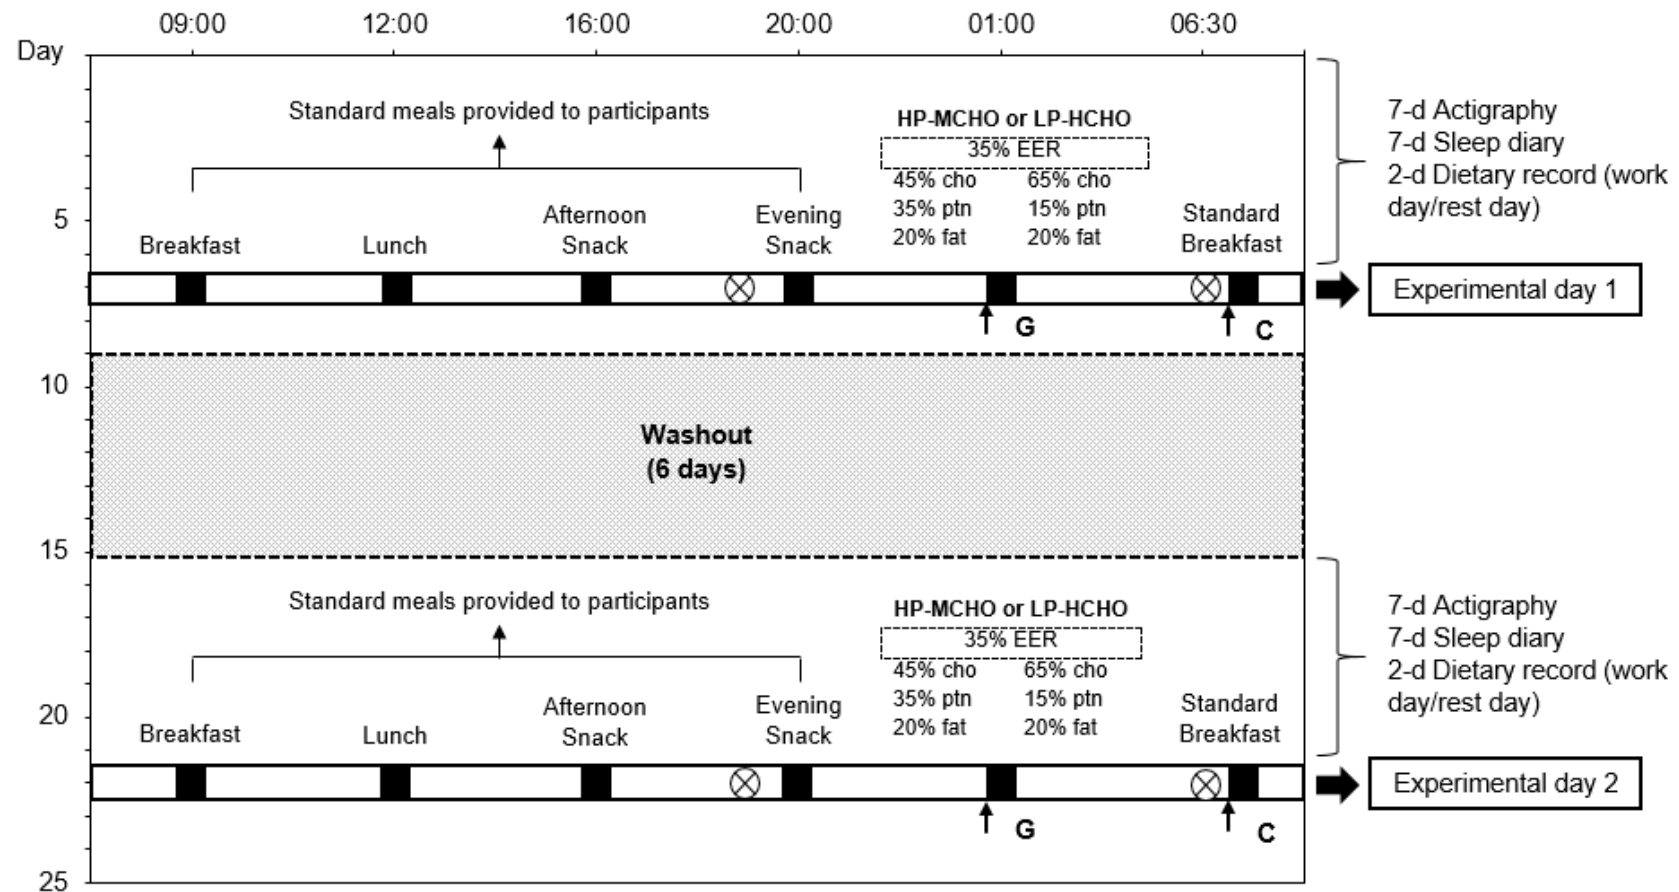 09:00 12:00 16:00 20:00 01:00 06:30
Day
Standard meals provided to participants
HP-MCHO or LP-HCHO
35% EER
45% cho 65% cho
35% ptn 15% ptn
20% fat 20% fat
Breakfast
Lunch
Afternoon
Snack
Evening
Snack
Standard
Breakfast
7-d Actigraphy
7-d Sleep diary
2-d Dietary record (work
day/rest day)
5
Experimental day 1
G
C
10
Washout
(6 days)
15
Standard meals provided to participants
HP-MCHO or LP-HCHO
35% EER
45% cho 65% cho
35% ptn 15% ptn
20% fat 20% fat
Breakfast
Lunch
Afternoon
Snack
Evening
Snack
Standard
Breakfast
7-d Actigraphy
7-d Sleep diary
2-d Dietary record (work
day/rest day)
20
Experimental day 2
G
C
25